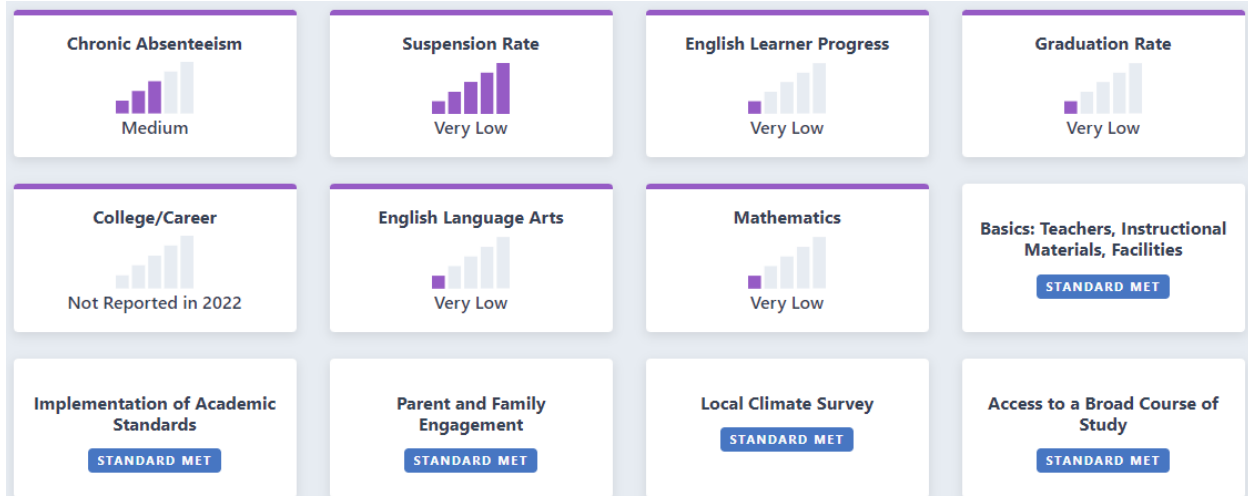 Chronic Absenteeism
Medium
Suspension Rate
Very Low
English Learner Progress
Very Low
Graduation Rate
Very Low
College/Career
Not Reported in 2022
English Language Arts
Very Low
Mathematics
Very Low
Basics: Teachers, Instructional
Materials, Facilities
STANDARD MET
Implementation of Academic
Standards
STANDARD MET
Parent and Family
Engagement
STANDARD MET
Local Climate Survey
STANDARD MET
Access to a Broad Course of
Study
STANDARD MET